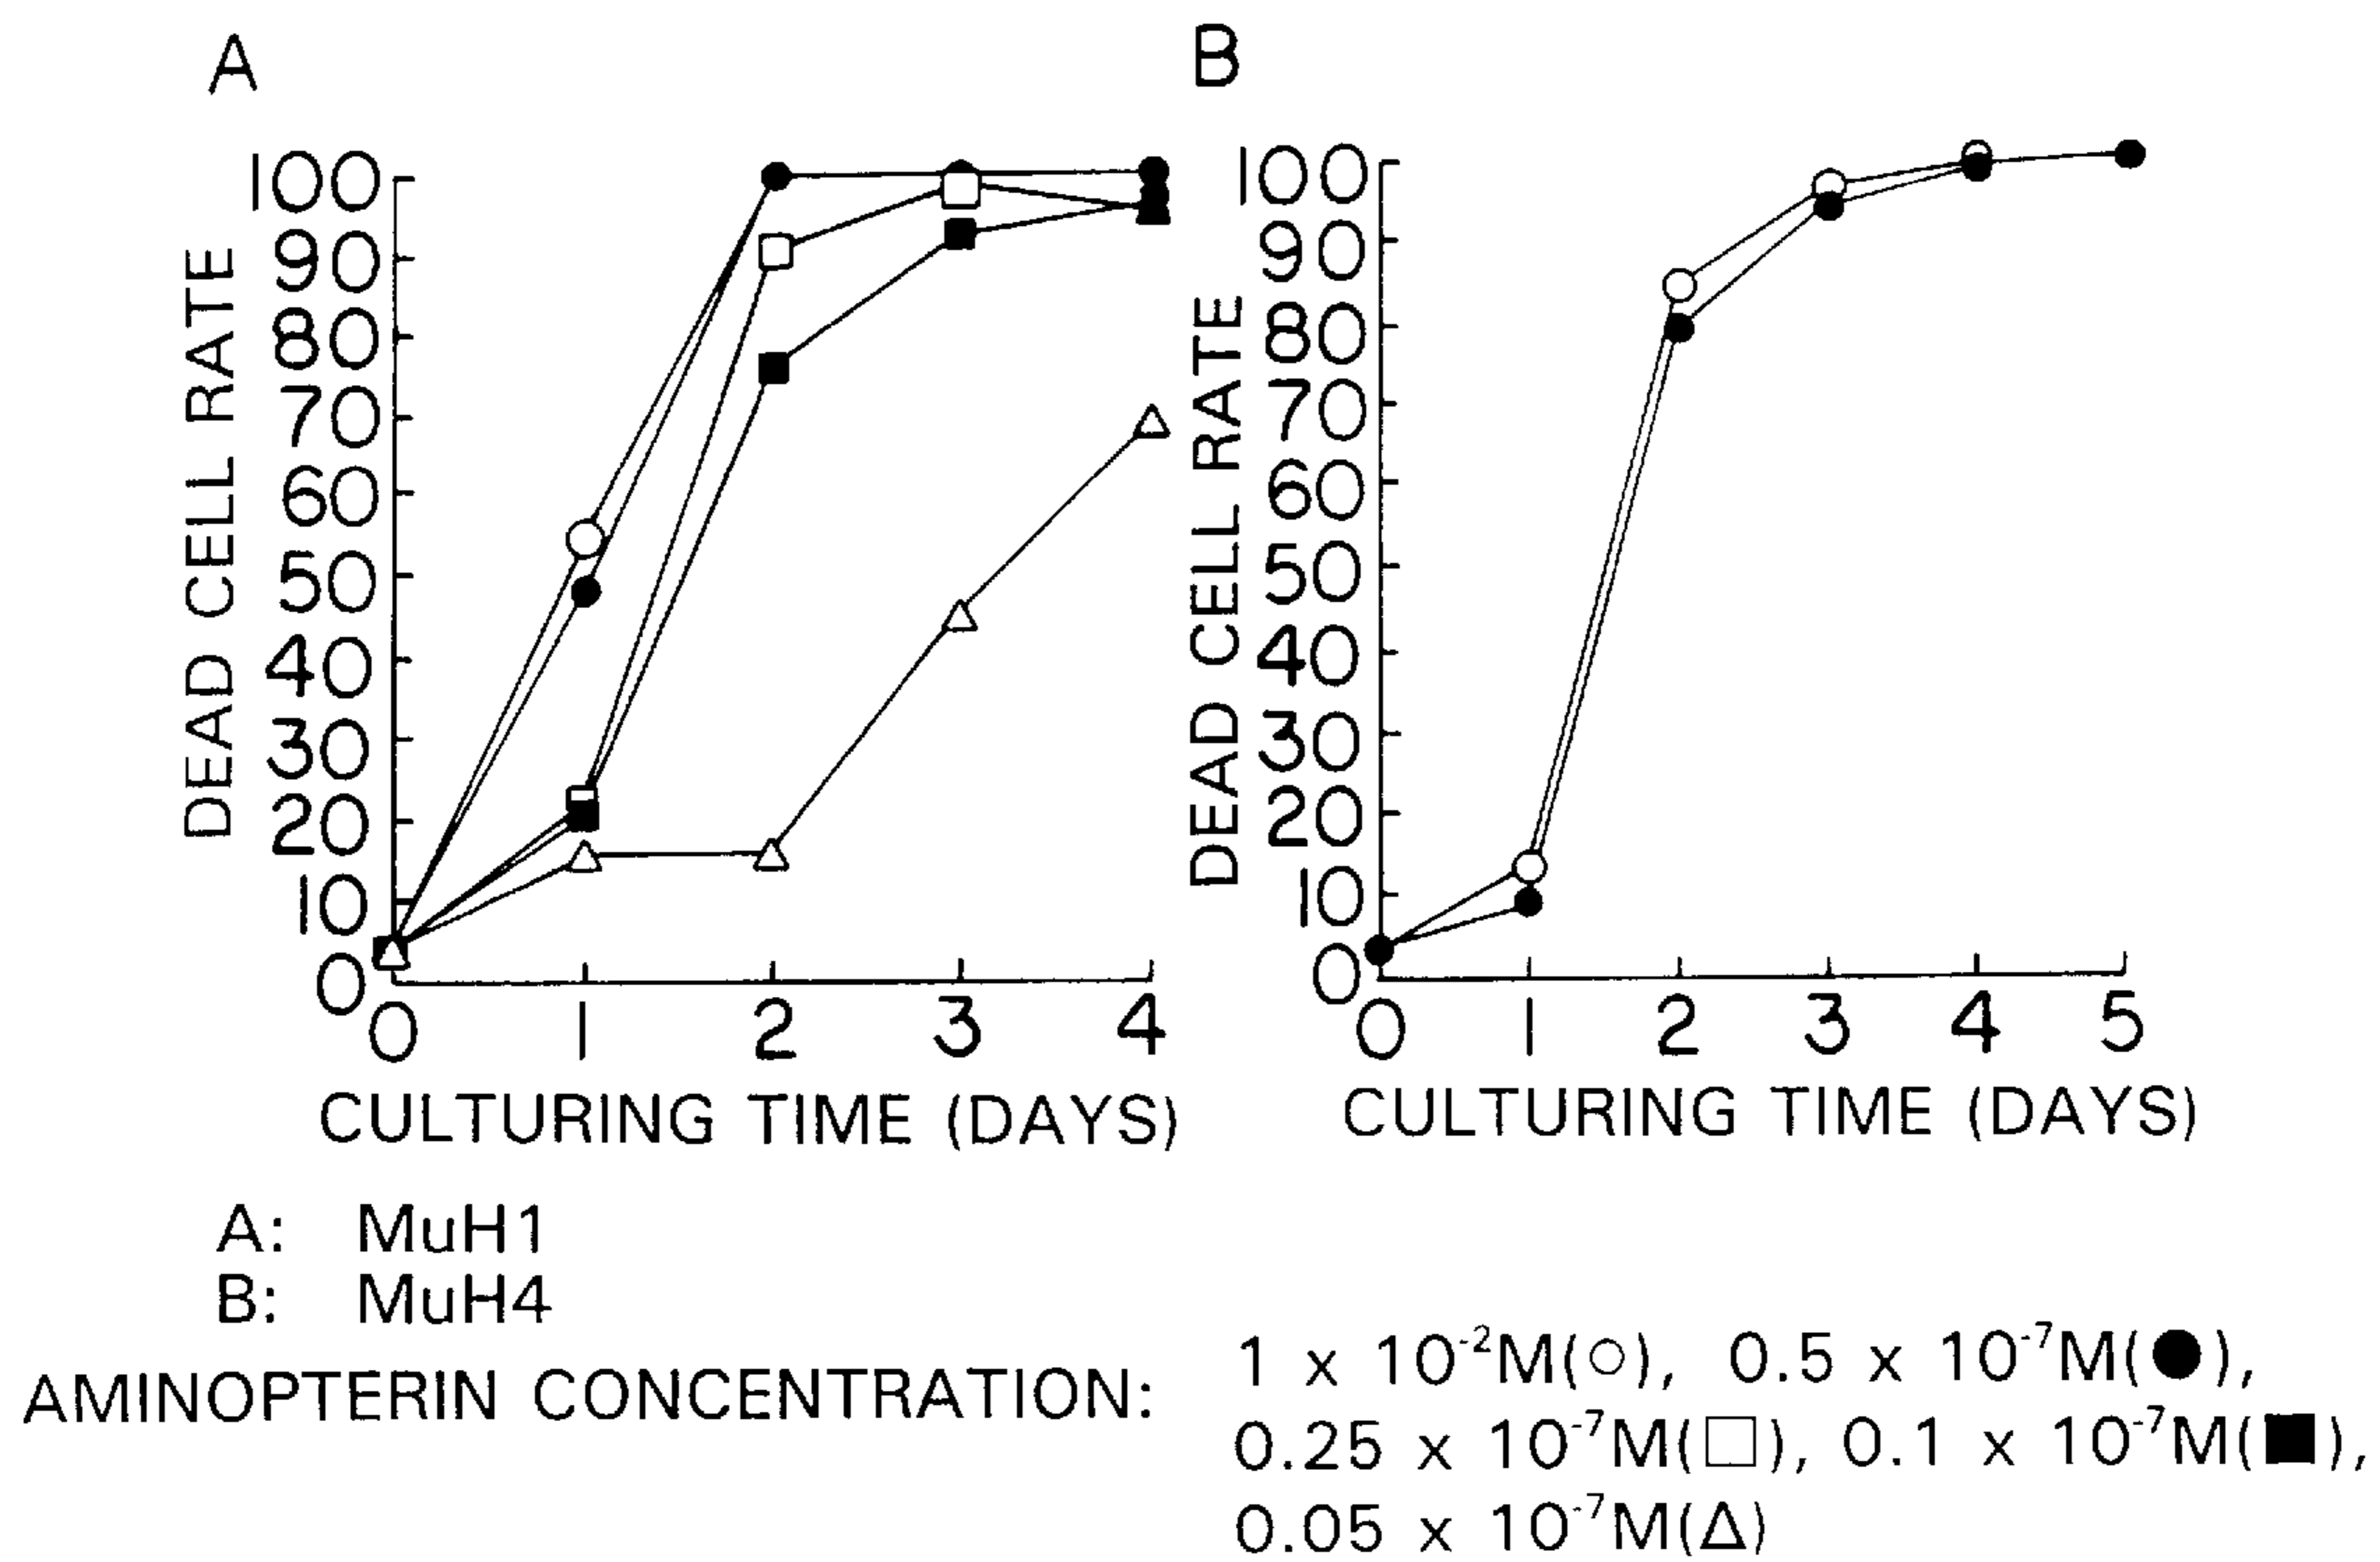 A
B
DEAD CELL RATE
100
90
80
70
60
50
40
30
20
10
0
0 1 2 3 4
CULTURING TIME (DAYS)
DEAD CELL RATE
100
90
80
70
60
50
40
30
20
10
0
0 1 2 3 4 5
CULTURING TIME (DAYS)
A: MuH1
B: MuH4
AMINOPTERIN CONCENTRATION:
1 x 10⁻²M(○), 0.5 x 10⁻⁷M(●),
0.25 x 10⁻⁷M(□), 0.1 x 10⁻⁷M(■),
0.05 x 10⁻⁷M(△)